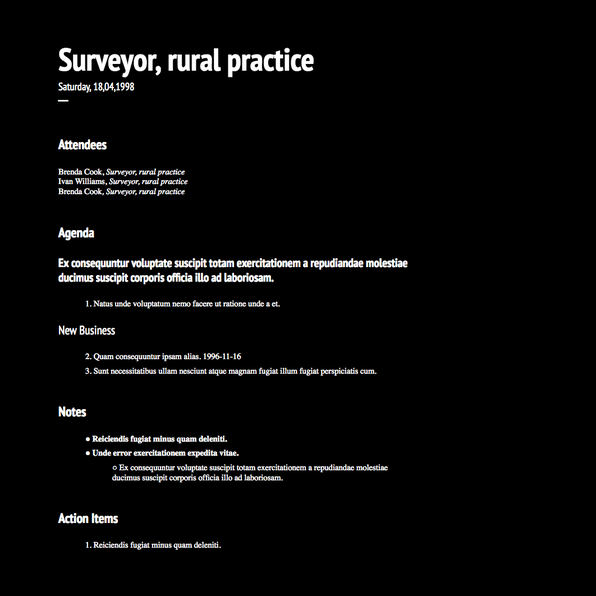 Surveyor, rural practice
Saturday, 18,04,1998
Attendees
Brenda Cook, Surveyor, rural practice
Ivan Williams, Surveyor, rural practice
Brenda Cook, Surveyor, rural practice
Agenda
Ex consequuntur voluptate suscipit totam exercitationem a repudiandae molestiae
ducimus suscipit corporis officia illo ad laboriosam.
1. Natus unde voluptatum nemo facere ut ratione unde a et.
New Business
2. Quam consequuntur ipsam alias. 1996-11-16
3. Sunt necessitatibus ullam nesciunt atque magnam fugiat illum fugiat perspiciatis cum.
Notes
● Reiciendis fugiat minus quam deleniti.
● Unde error exercitationem expedita vitae.
○ Ex consequuntur voluptate suscipit totam exercitationem a repudiandae molestiae
ducimus suscipit corporis officia illo ad laboriosam.
Action Items
1. Reiciendis fugiat minus quam deleniti.